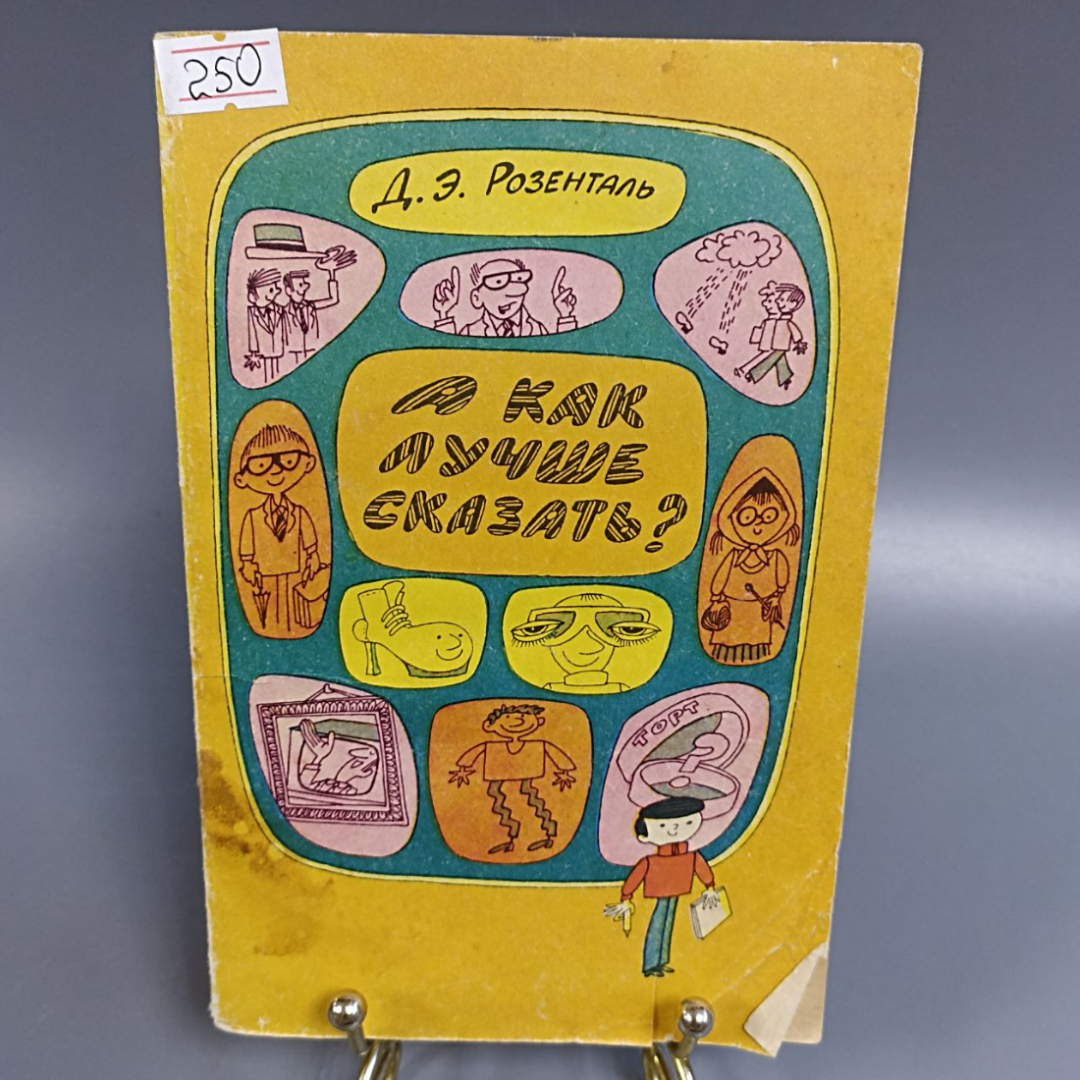 250
Д. Э. РОЗЕНТАЛЬ
А КАК
ЛУЧШЕ
СКАЗАТЬ?
ТОРТ